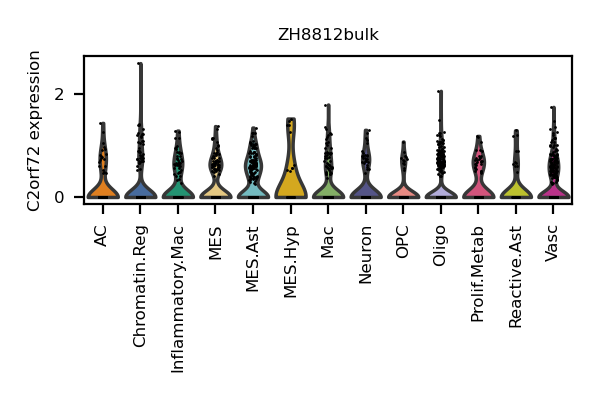 ZH8812bulk
C2orf72 expression
2
0
AC
Chromatin.Reg
Inflammatory.Mac
MES
MES.Ast
MES.Hyp
Mac
Neuron
OPC
Oligo
Prolif.Metab
Reactive.Ast
Vasc